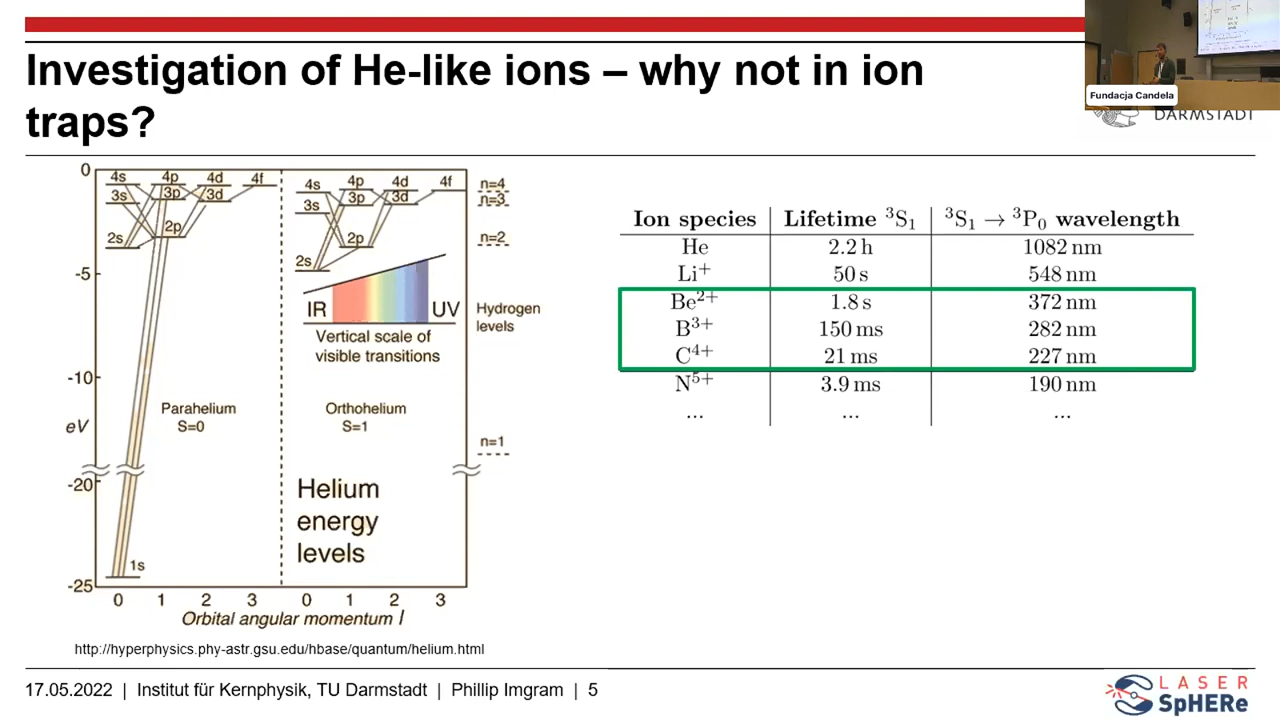 Investigation of He-like ions – why not in ion
traps?
Fundacja Candela
DARMSTADT
0
-5
-10
eV
-20
-25
4s 4p 4d 4f
3s 3p 3d
2s 2p
1s
4s 4p 4d 4f
3s 3p 3d
2s 2p
n=4
n=3
n=2
Hydrogen
levels
n=1
IR UV
Vertical scale of
visible transitions
Parahelium
S=0
Orthohelium
S=1
Helium
energy
levels
0 1 2 3 0 1 2 3
Orbital angular momentum l
http://hyperphysics.phy-astr.gsu.edu/hbase/quantum/helium.html
Ion species Lifetime ³S₁ ³S₁ → ³P₀ wavelength
He 2.2 h 1082 nm
Li⁺ 50 s 548 nm
Be²⁺ 1.8 s 372 nm
B³⁺ 150 ms 282 nm
C⁴⁺ 21 ms 227 nm
N⁵⁺ 3.9 ms 190 nm
... ... ...
17.05.2022 | Institut für Kernphysik, TU Darmstadt | Phillip Imgram | 5
LASER
SpHERe